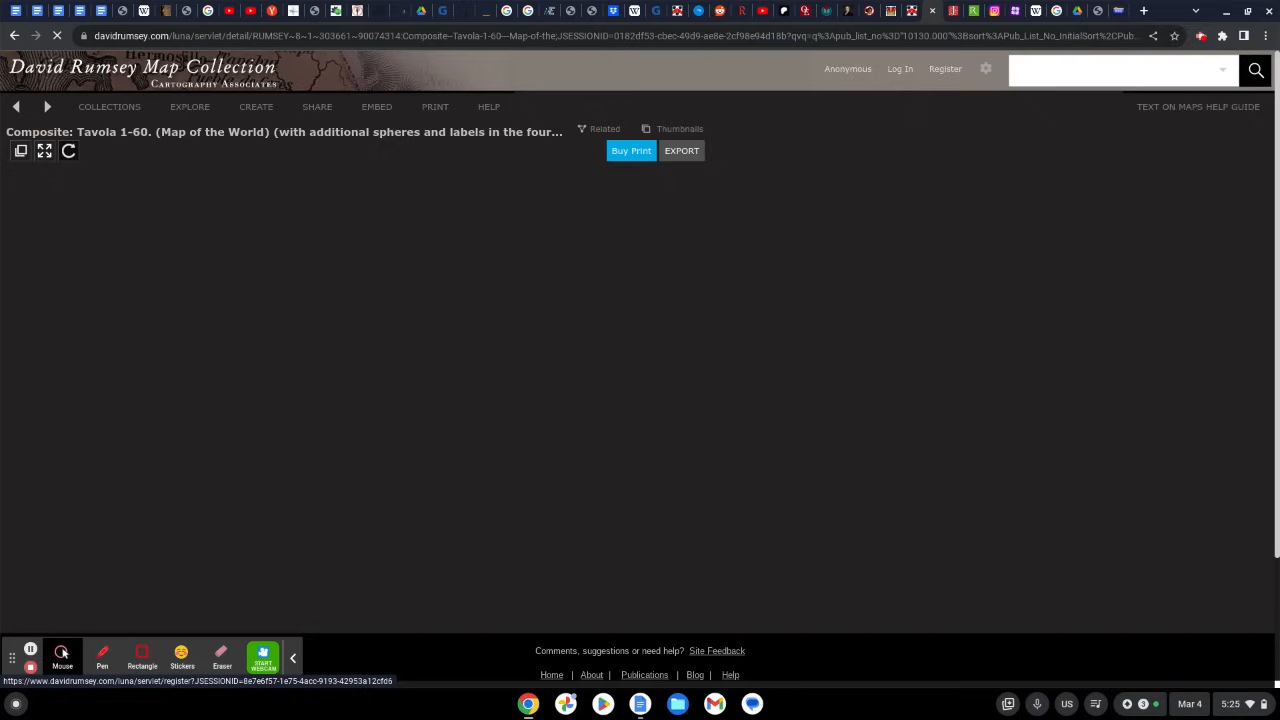 davidrumsey.com/luna/servlet/detail/RUMSEY~8~1~303661~90074314:Composite--Tavola-1-60--Map-of-the;JSESSIONID=0182df53-cbec-49d9-ae8e-2cf98e94d18b?qvq=q%3Apub_list_no%3D"10130.000"%3Bsort%3APub_List_No_InitialSort%2CPub...
David Rumsey Map Collection
Cartography Associates
Anonymous Log In Register
COLLECTIONS EXPLORE CREATE SHARE EMBED PRINT HELP TEXT ON MAPS HELP GUIDE
Composite: Tavola 1-60. (Map of the World) (with additional spheres and labels in the four... Related Thumbnails
Buy Print EXPORT
Comments, suggestions or need help? Site Feedback
Mouse Pen Rectangle Stickers Eraser START WEBCAM
Home | About | Publications | Blog | Help
https://www.davidrumsey.com/luna/servlet/register?JSESSIONID=8e7e6f57-1e75-4acc-9193-42953a12cfd6
US 3 Mar 4 5:25